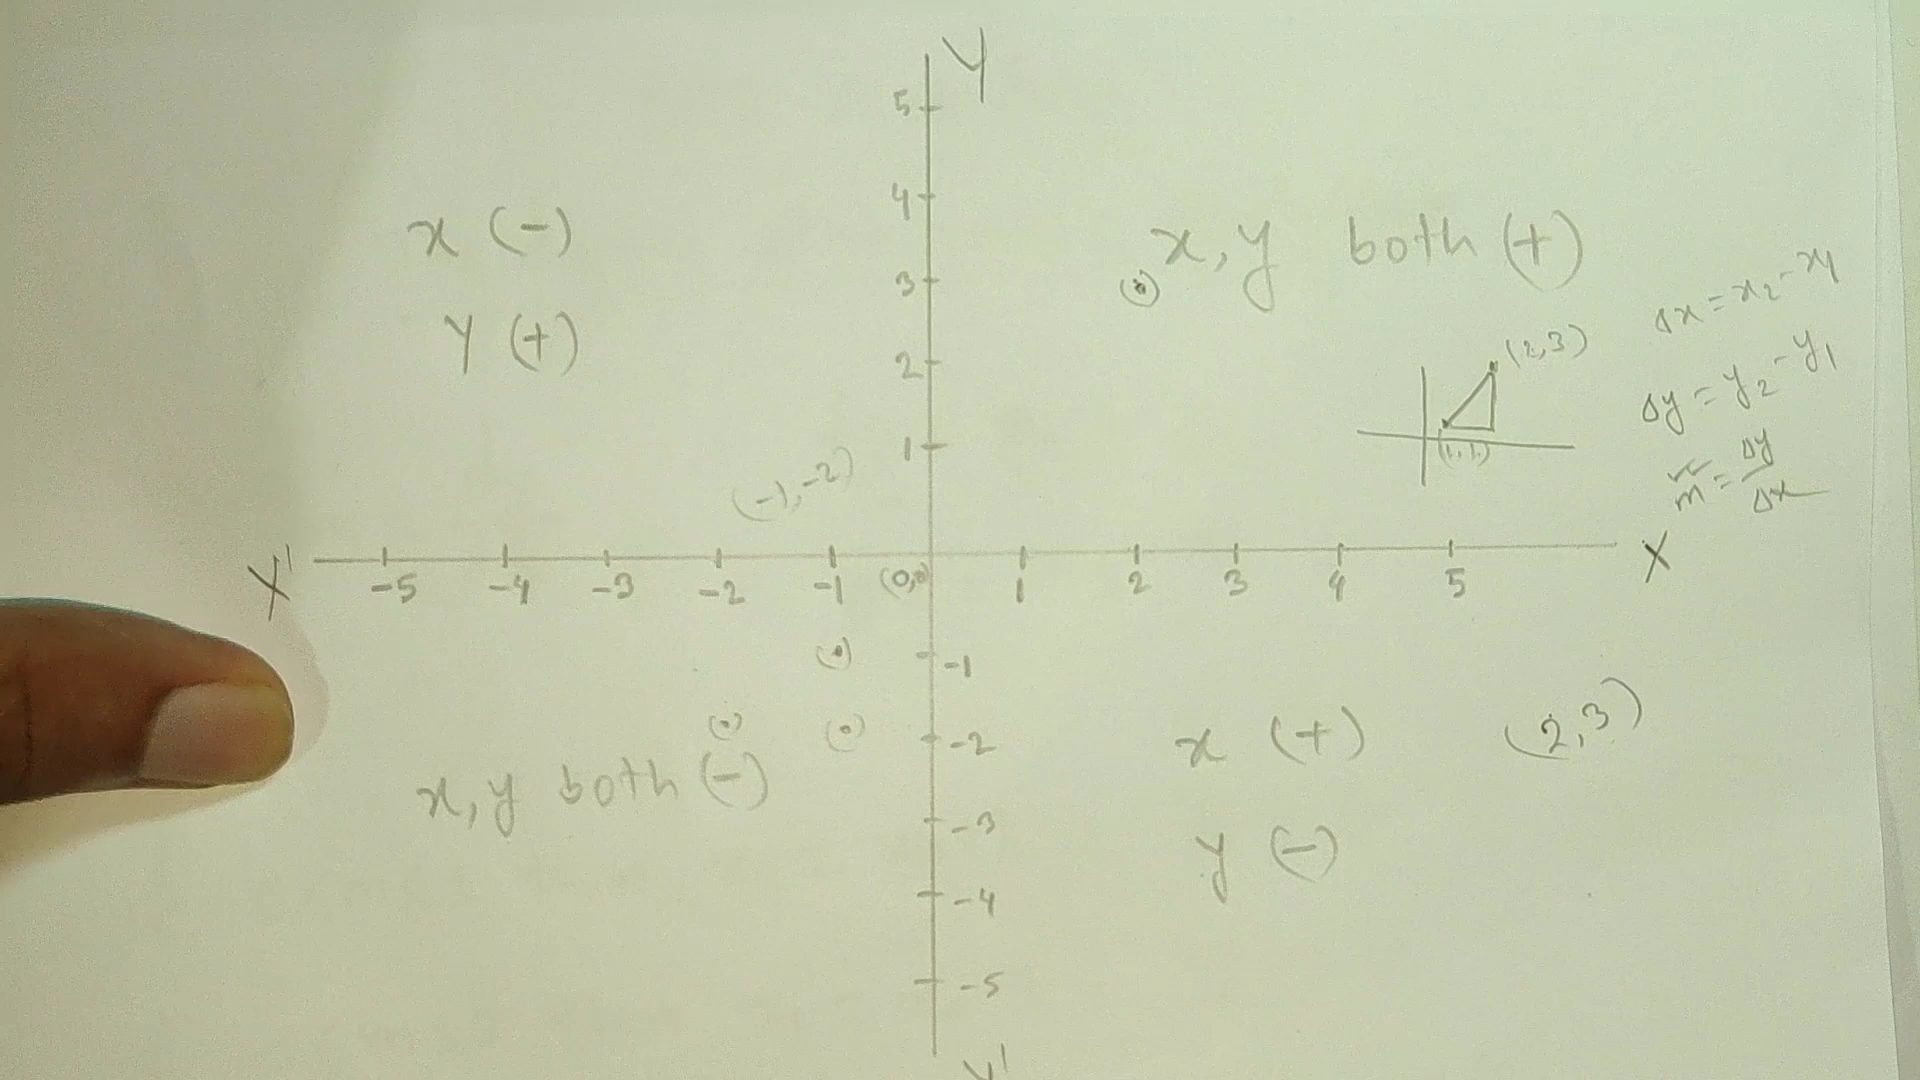 Y
5
4
x (-)
x, y both (+)
3
Δx = x2 - x1
y (+)
(2,3)
2
Δy = y2 - y1
1
(1,1)
m = Δy/Δx
(-1,-2)
X'
-5 -4 -3 -2 -1 (0,0) 1 2 3 4 5
X
-1
-2
x (+)
(2,3)
x, y both (-)
-3
y (-)
-4
-5
Y'